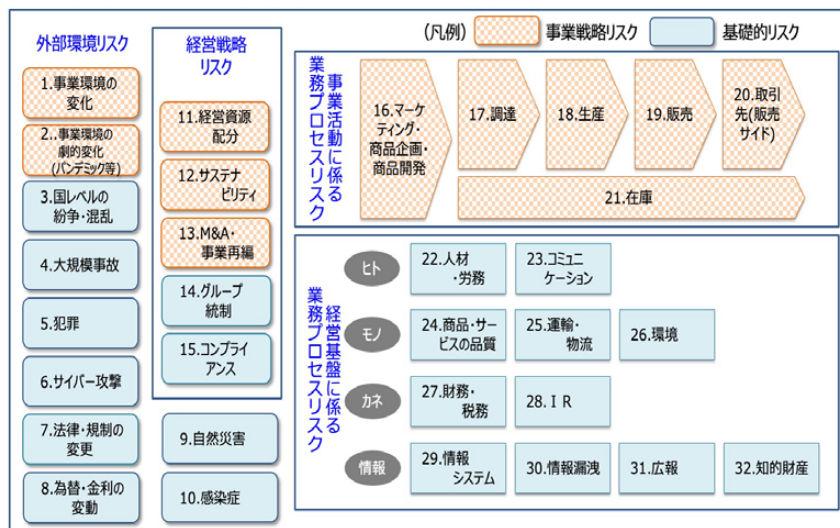 (凡例)
事業戦略リスク
基礎的リスク
外部環境リスク
1.事業環境の
変化
2..事業環境の
劇的変化
(パンデミック等)
3.国レベルの
紛争・混乱
4.大規模事故
5.犯罪
6.サイバー攻撃
7.法律・規制の
変更
8.為替・金利の
変動
経営戦略
リスク
11.経営資源
配分
12.サステナ
ビリティ
13.M&A・
事業再編
14.グループ
統制
15.コンプライ
アンス
9.自然災害
10.感染症
事業活動に係る
業務プロセスリスク
16.マーケ
ティング・
商品企画・
商品開発
17.調達
18.生産
19.販売
20.取引
先(販売
サイド)
21.在庫
経営基盤に係る
業務プロセスリスク
ヒト
22.人材
・労務
23.コミュニ
ケーション
モノ
24.商品・サー
ビスの品質
25.運輸・
物流
26.環境
カネ
27.財務・
税務
28.ＩＲ
情報
29.情報
システム
30.情報漏洩
31.広報
32.知的財産